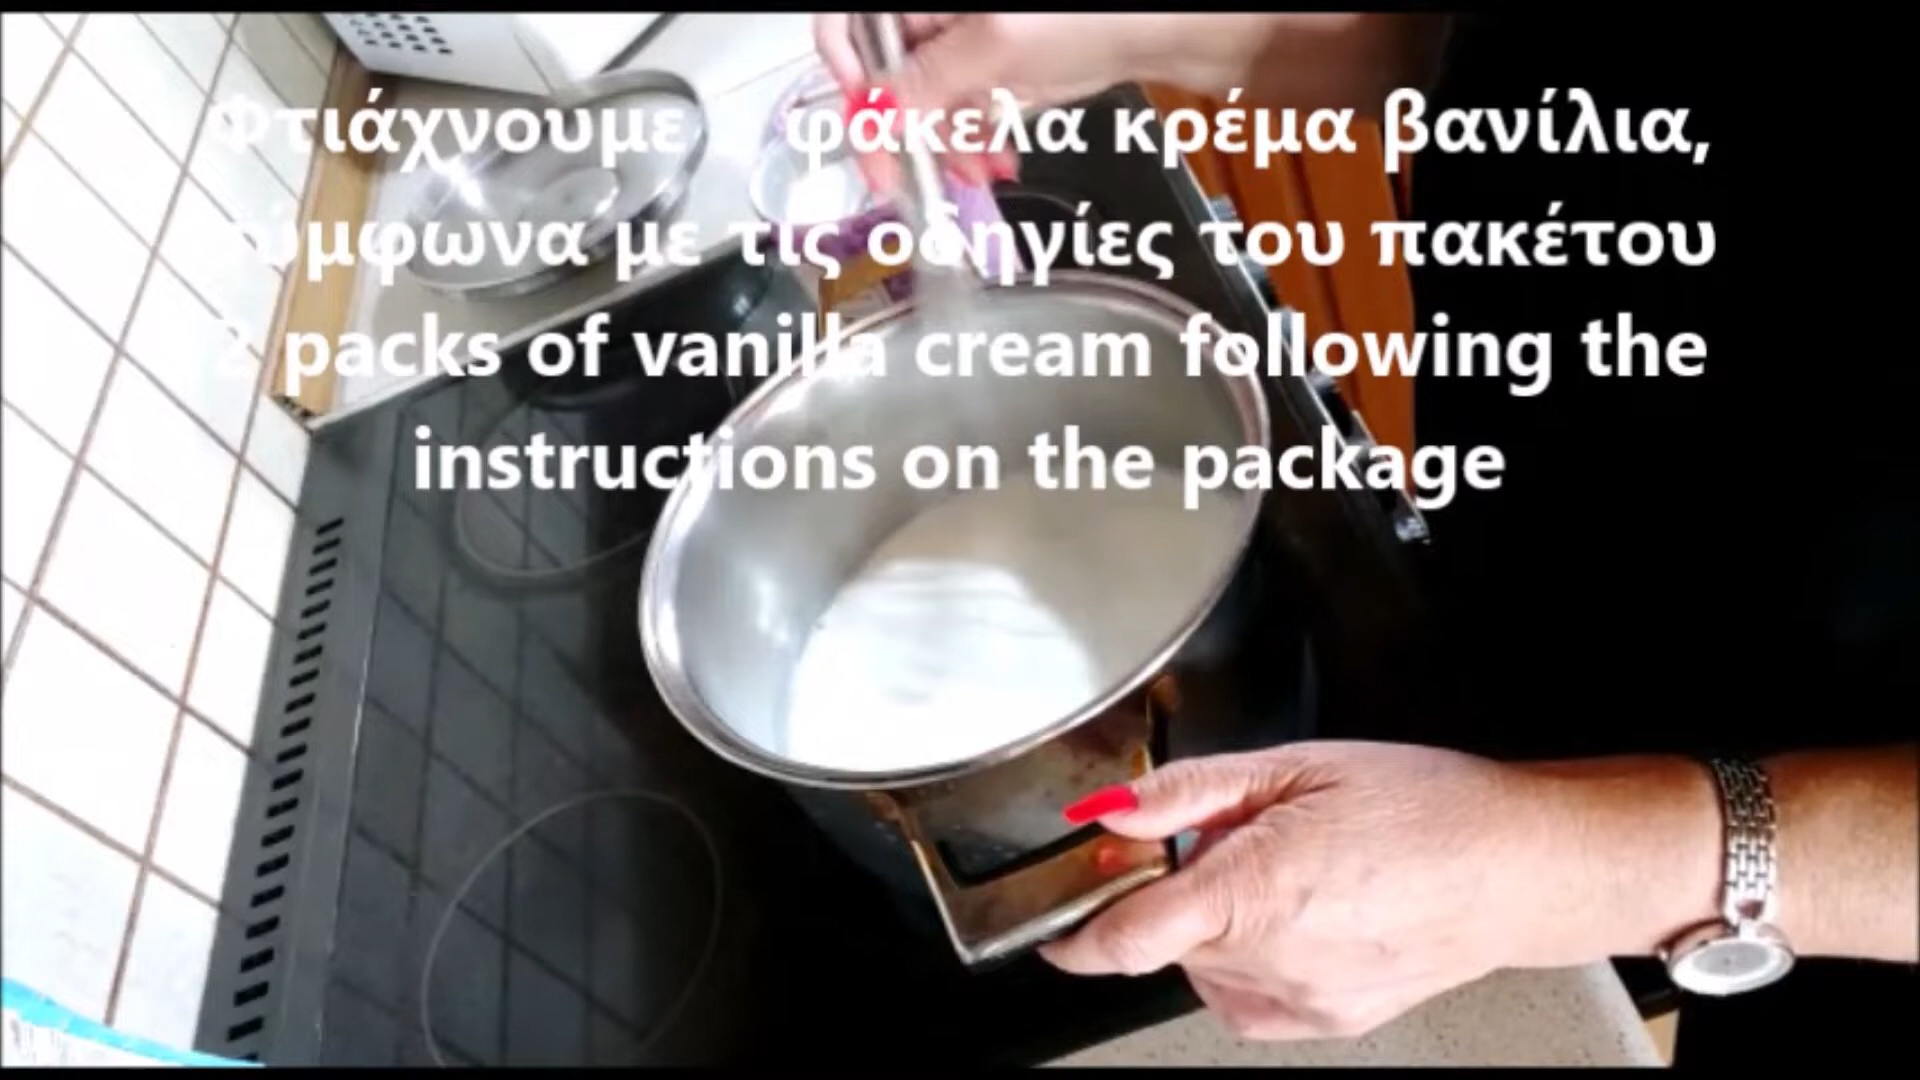 Φτιάχνουμε φάκελα κρέμα βανίλια,
σύμφωνα με τις οδηγίες του πακέτου
2 packs of vanilla cream following the
instructions on the package